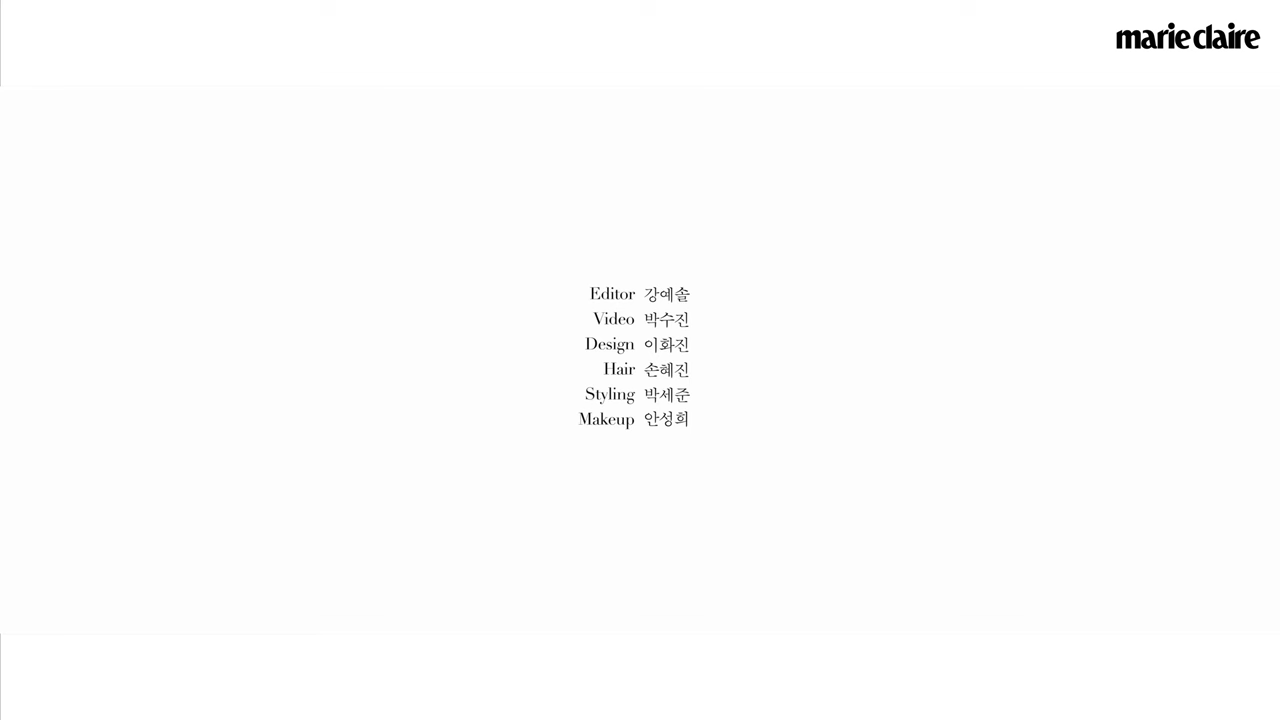 marie claire
Editor 강예솔
Video 박수진
Design 이화진
Hair 손혜진
Styling 박세준
Makeup 안성희